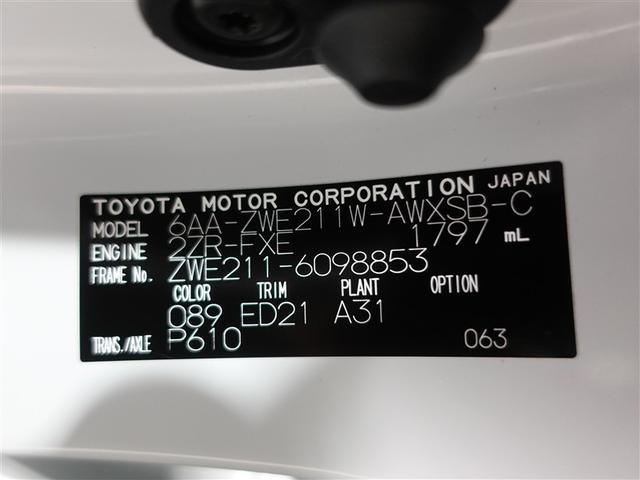 TOYOTA MOTOR CORPORATION JAPAN
MODEL 6AA-ZWE211W-AWXSB-C
ENGINE 2ZR-FXE 1797 mL
FRAME No. ZWE211-6098853
COLOR TRIM PLANT OPTION
089 ED21 A31
TRANS./AXLE P610 063